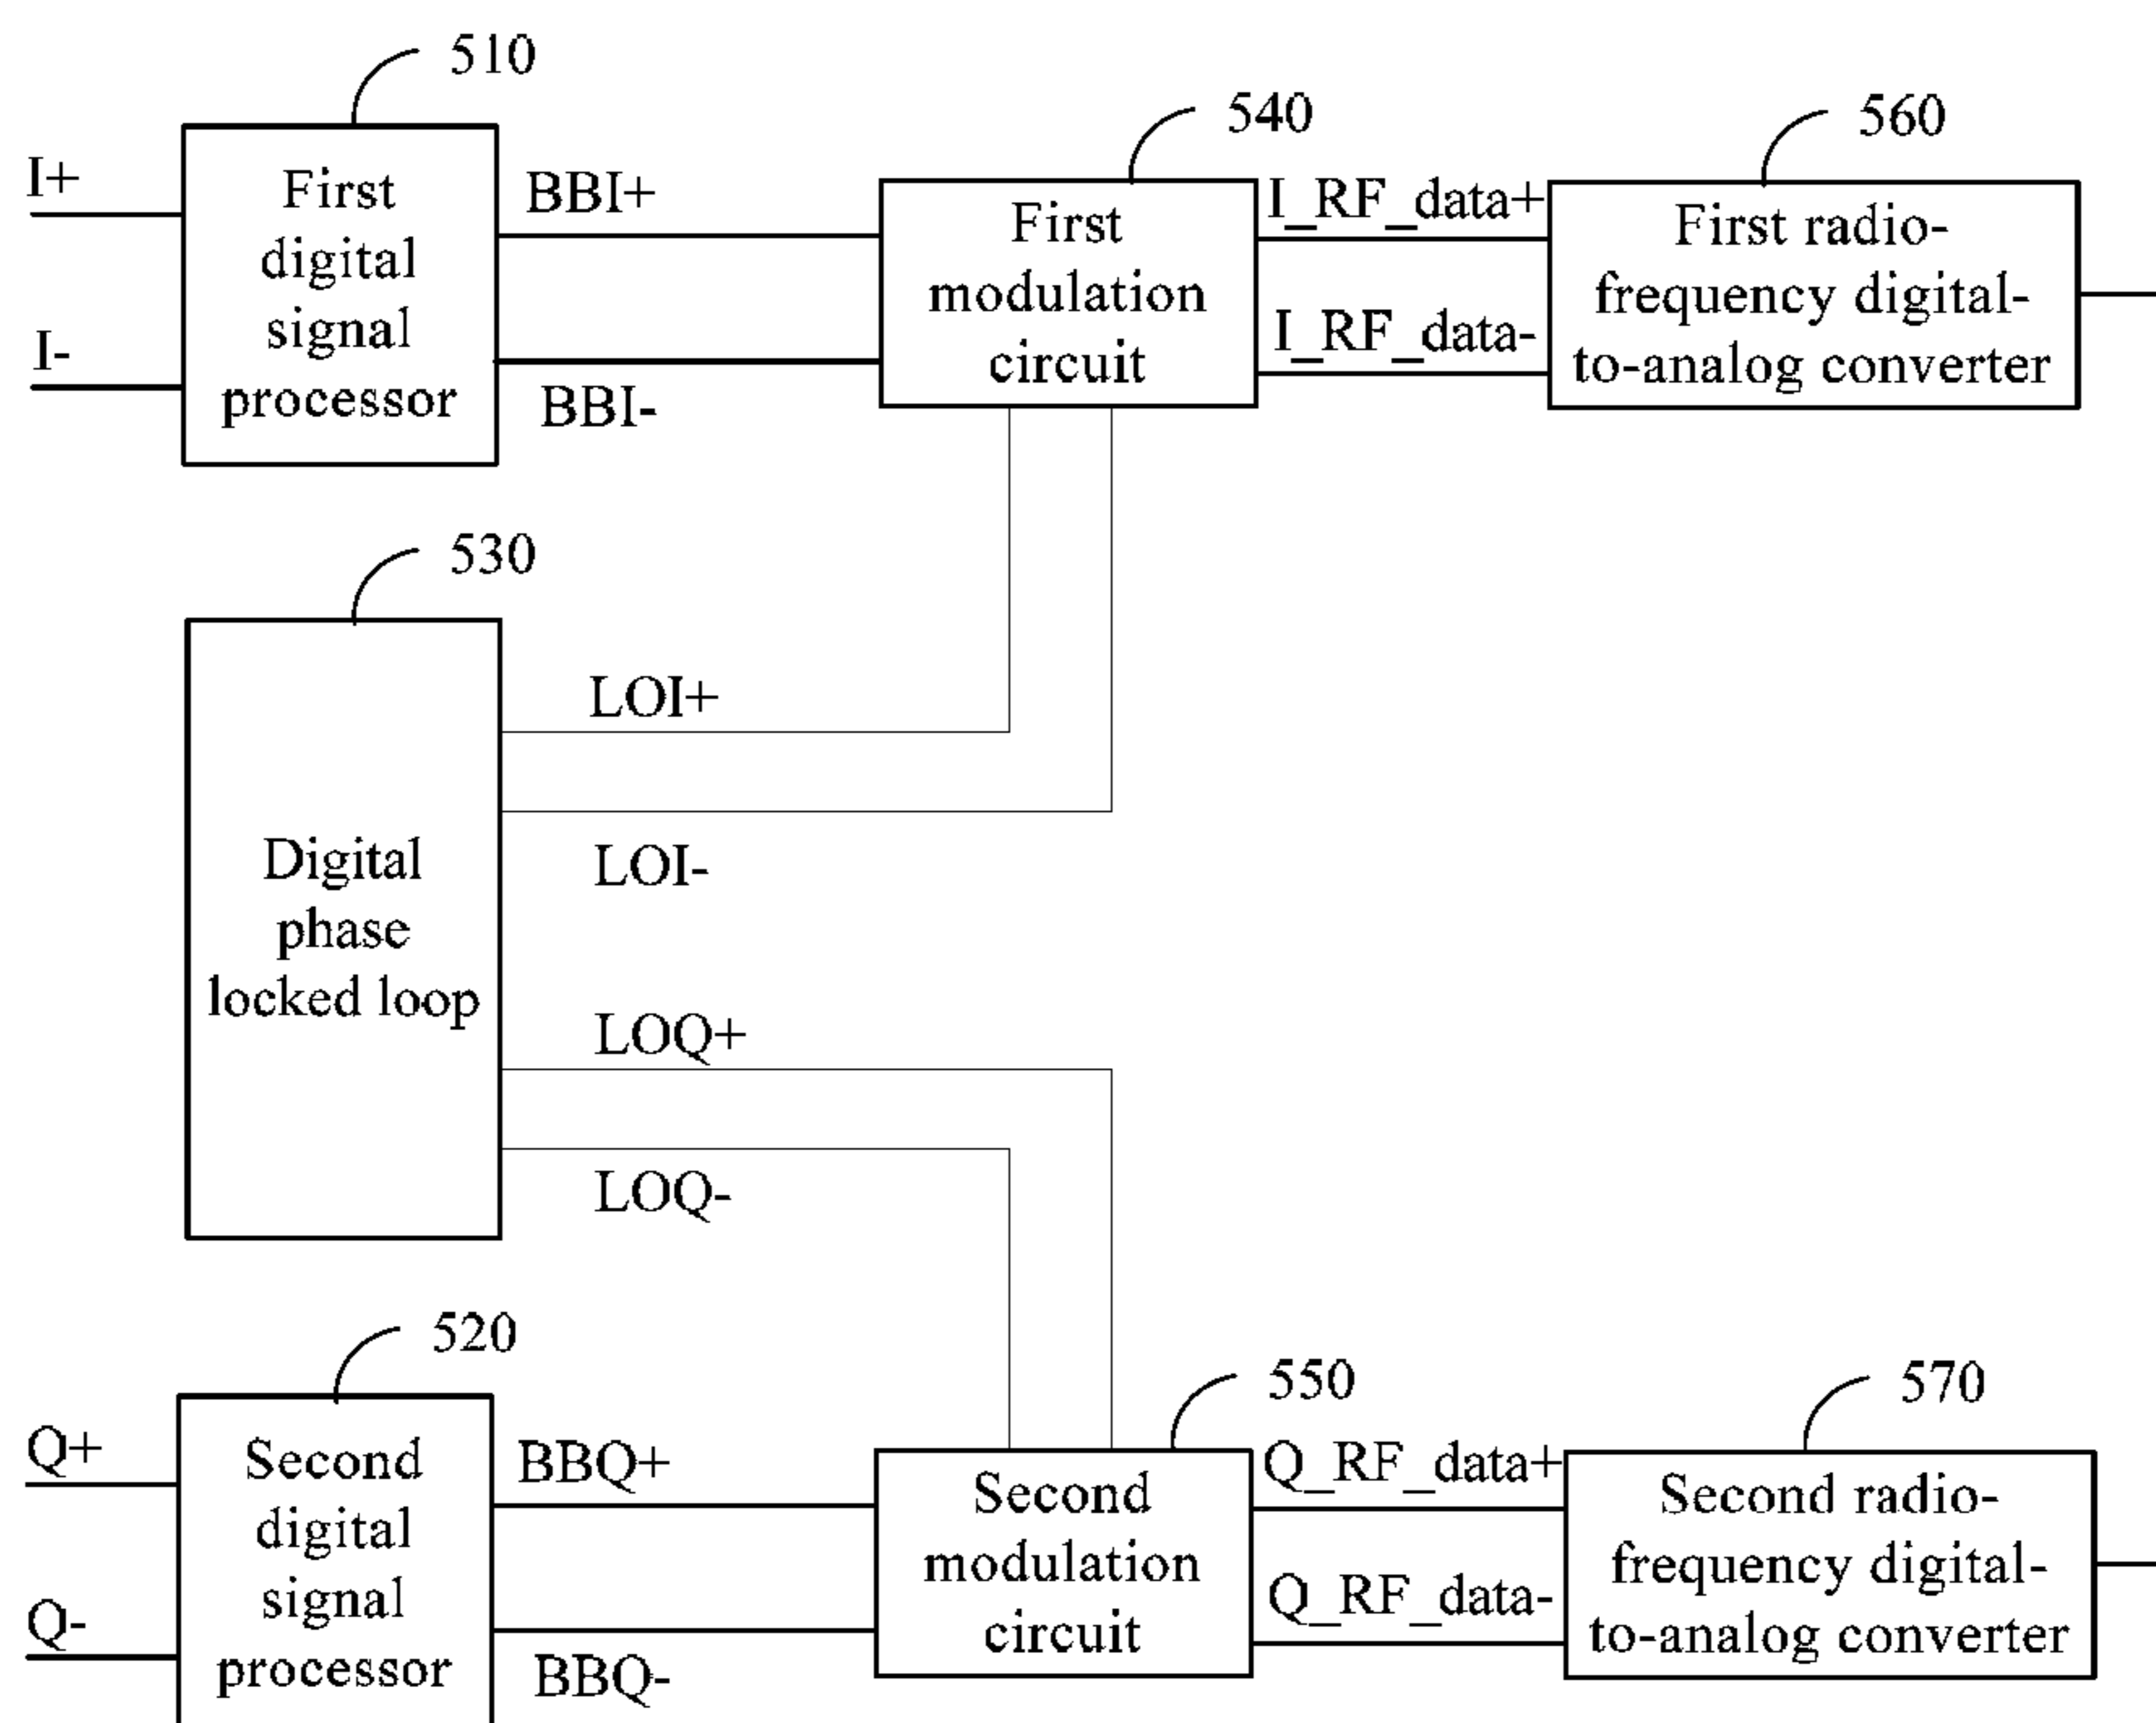 510
540
560
I+
I-
First
digital
signal
processor
BBI+
BBI-
First
modulation
circuit
I_RF_data+
I_RF_data-
First radio-
frequency digital-
to-analog converter
530
Digital
phase
locked loop
LOI+
LOI-
LOQ+
LOQ-
520
550
570
Q+
Q-
Second
digital
signal
processor
BBQ+
BBQ-
Second
modulation
circuit
Q_RF_data+
Q_RF_data-
Second radio-
frequency digital-
to-analog converter